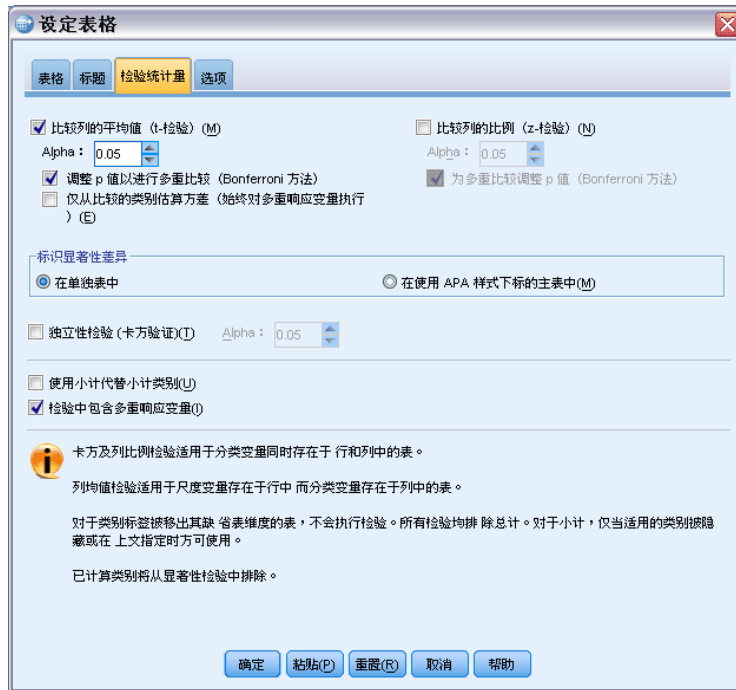 设定表格
表格 标题 检验统计量 选项
比较列的平均值（t-检验）(M)
Alpha： 0.05
调整 p 值以进行多重比较（Bonferroni 方法）
仅从比较的类别估算方差（始终对多重响应变量执行
）(E)
比较列的比例（z-检验）(N)
Alpha： 0.05
为多重比较调整 p 值（Bonferroni 方法）
标识显著性差异
在单独表中
在使用 APA 样式下标的主表中(M)
独立性检验 (卡方验证)(T) Alpha： 0.05
使用小计代替小计类别(U)
检验中包含多重响应变量(I)
卡方及列比例检验适用于分类变量同时存在于 行和列中的表。
列均值检验适用于尺度变量存在于行中 而分类变量存在于列中的表。
对于类别标签被移出其缺 省表维度的表，不会执行检验。所有检验均排 除总计。对于小计，仅当适用的类别被隐
藏或在 上文指定时方可使用。
已计算类别将从显著性检验中排除。
确定 粘贴(P) 重置(R) 取消 帮助